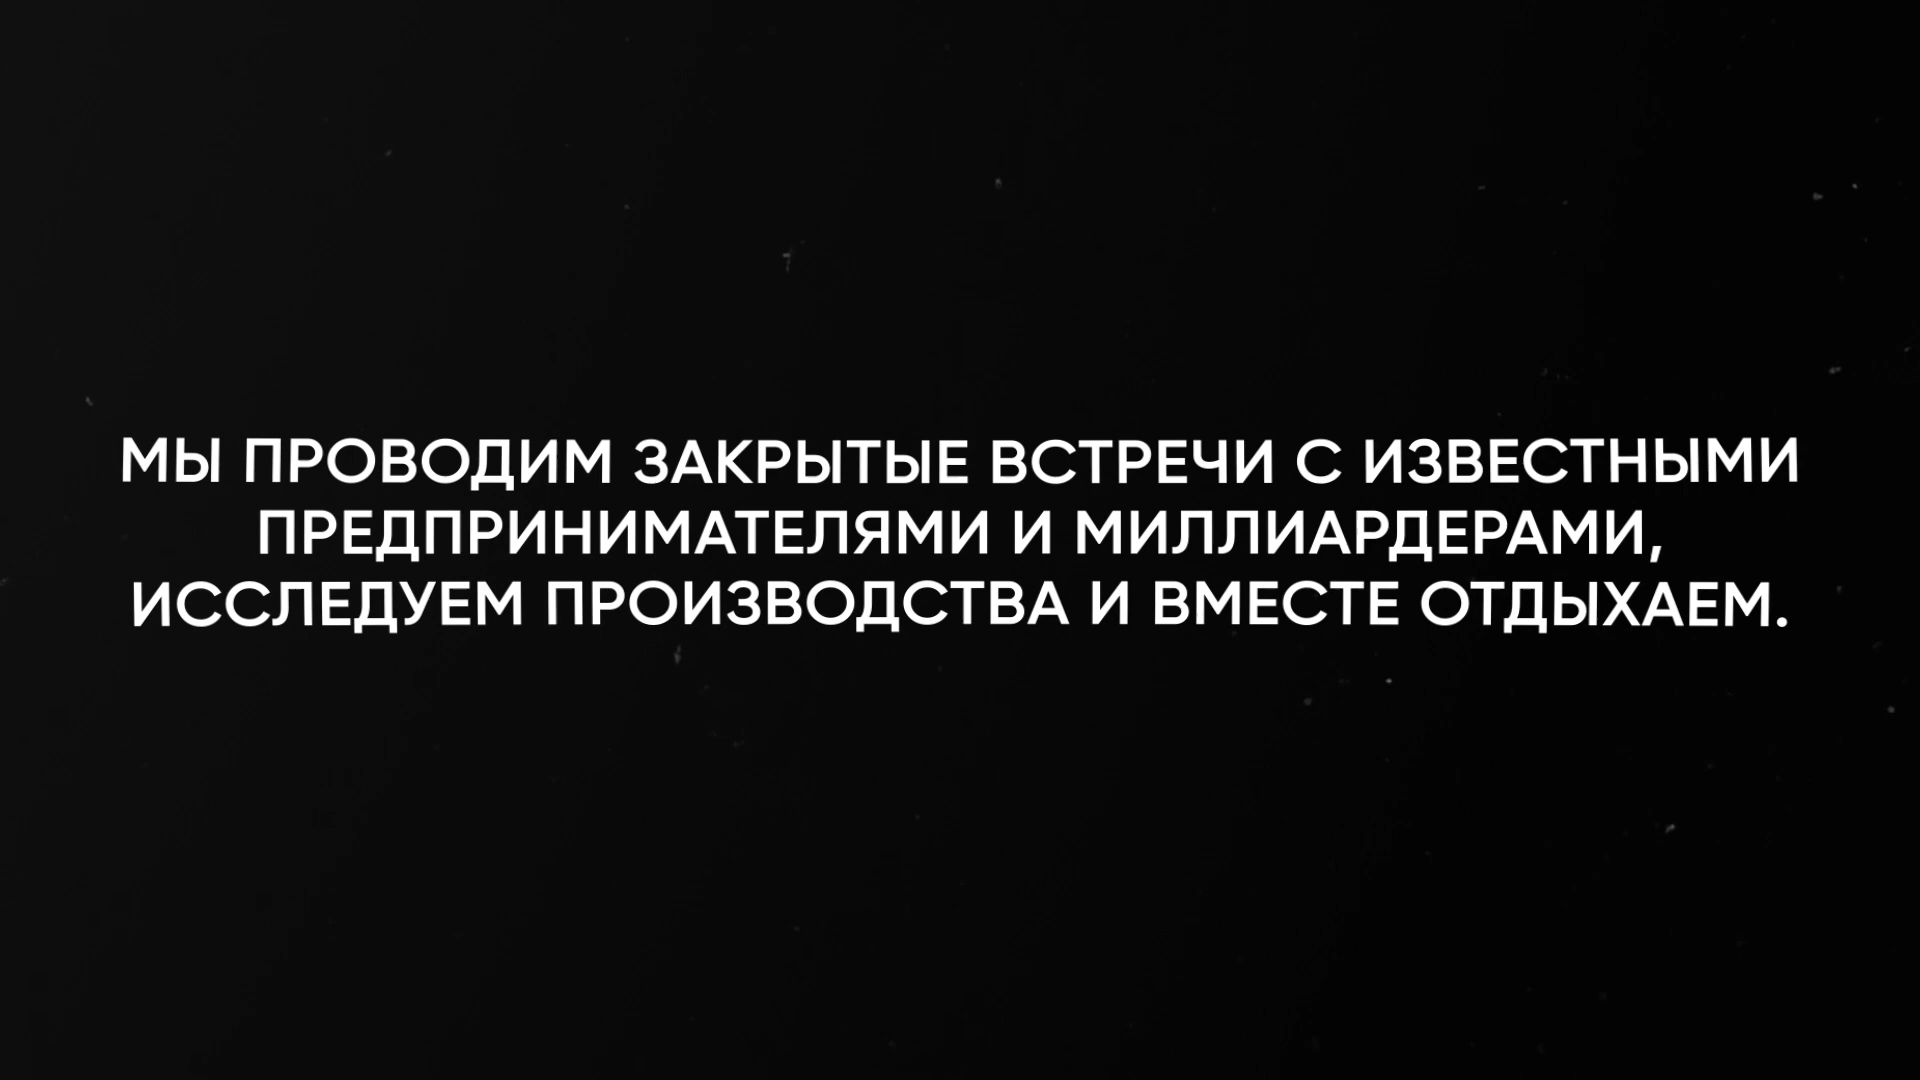 МЫ ПРОВОДИМ ЗАКРЫТЫЕ ВСТРЕЧИ С ИЗВЕСТНЫМИ
ПРЕДПРИНИМАТЕЛЯМИ И МИЛЛИАРДЕРАМИ,
ИССЛЕДУЕМ ПРОИЗВОДСТВА И ВМЕСТЕ ОТДЫХАЕМ.